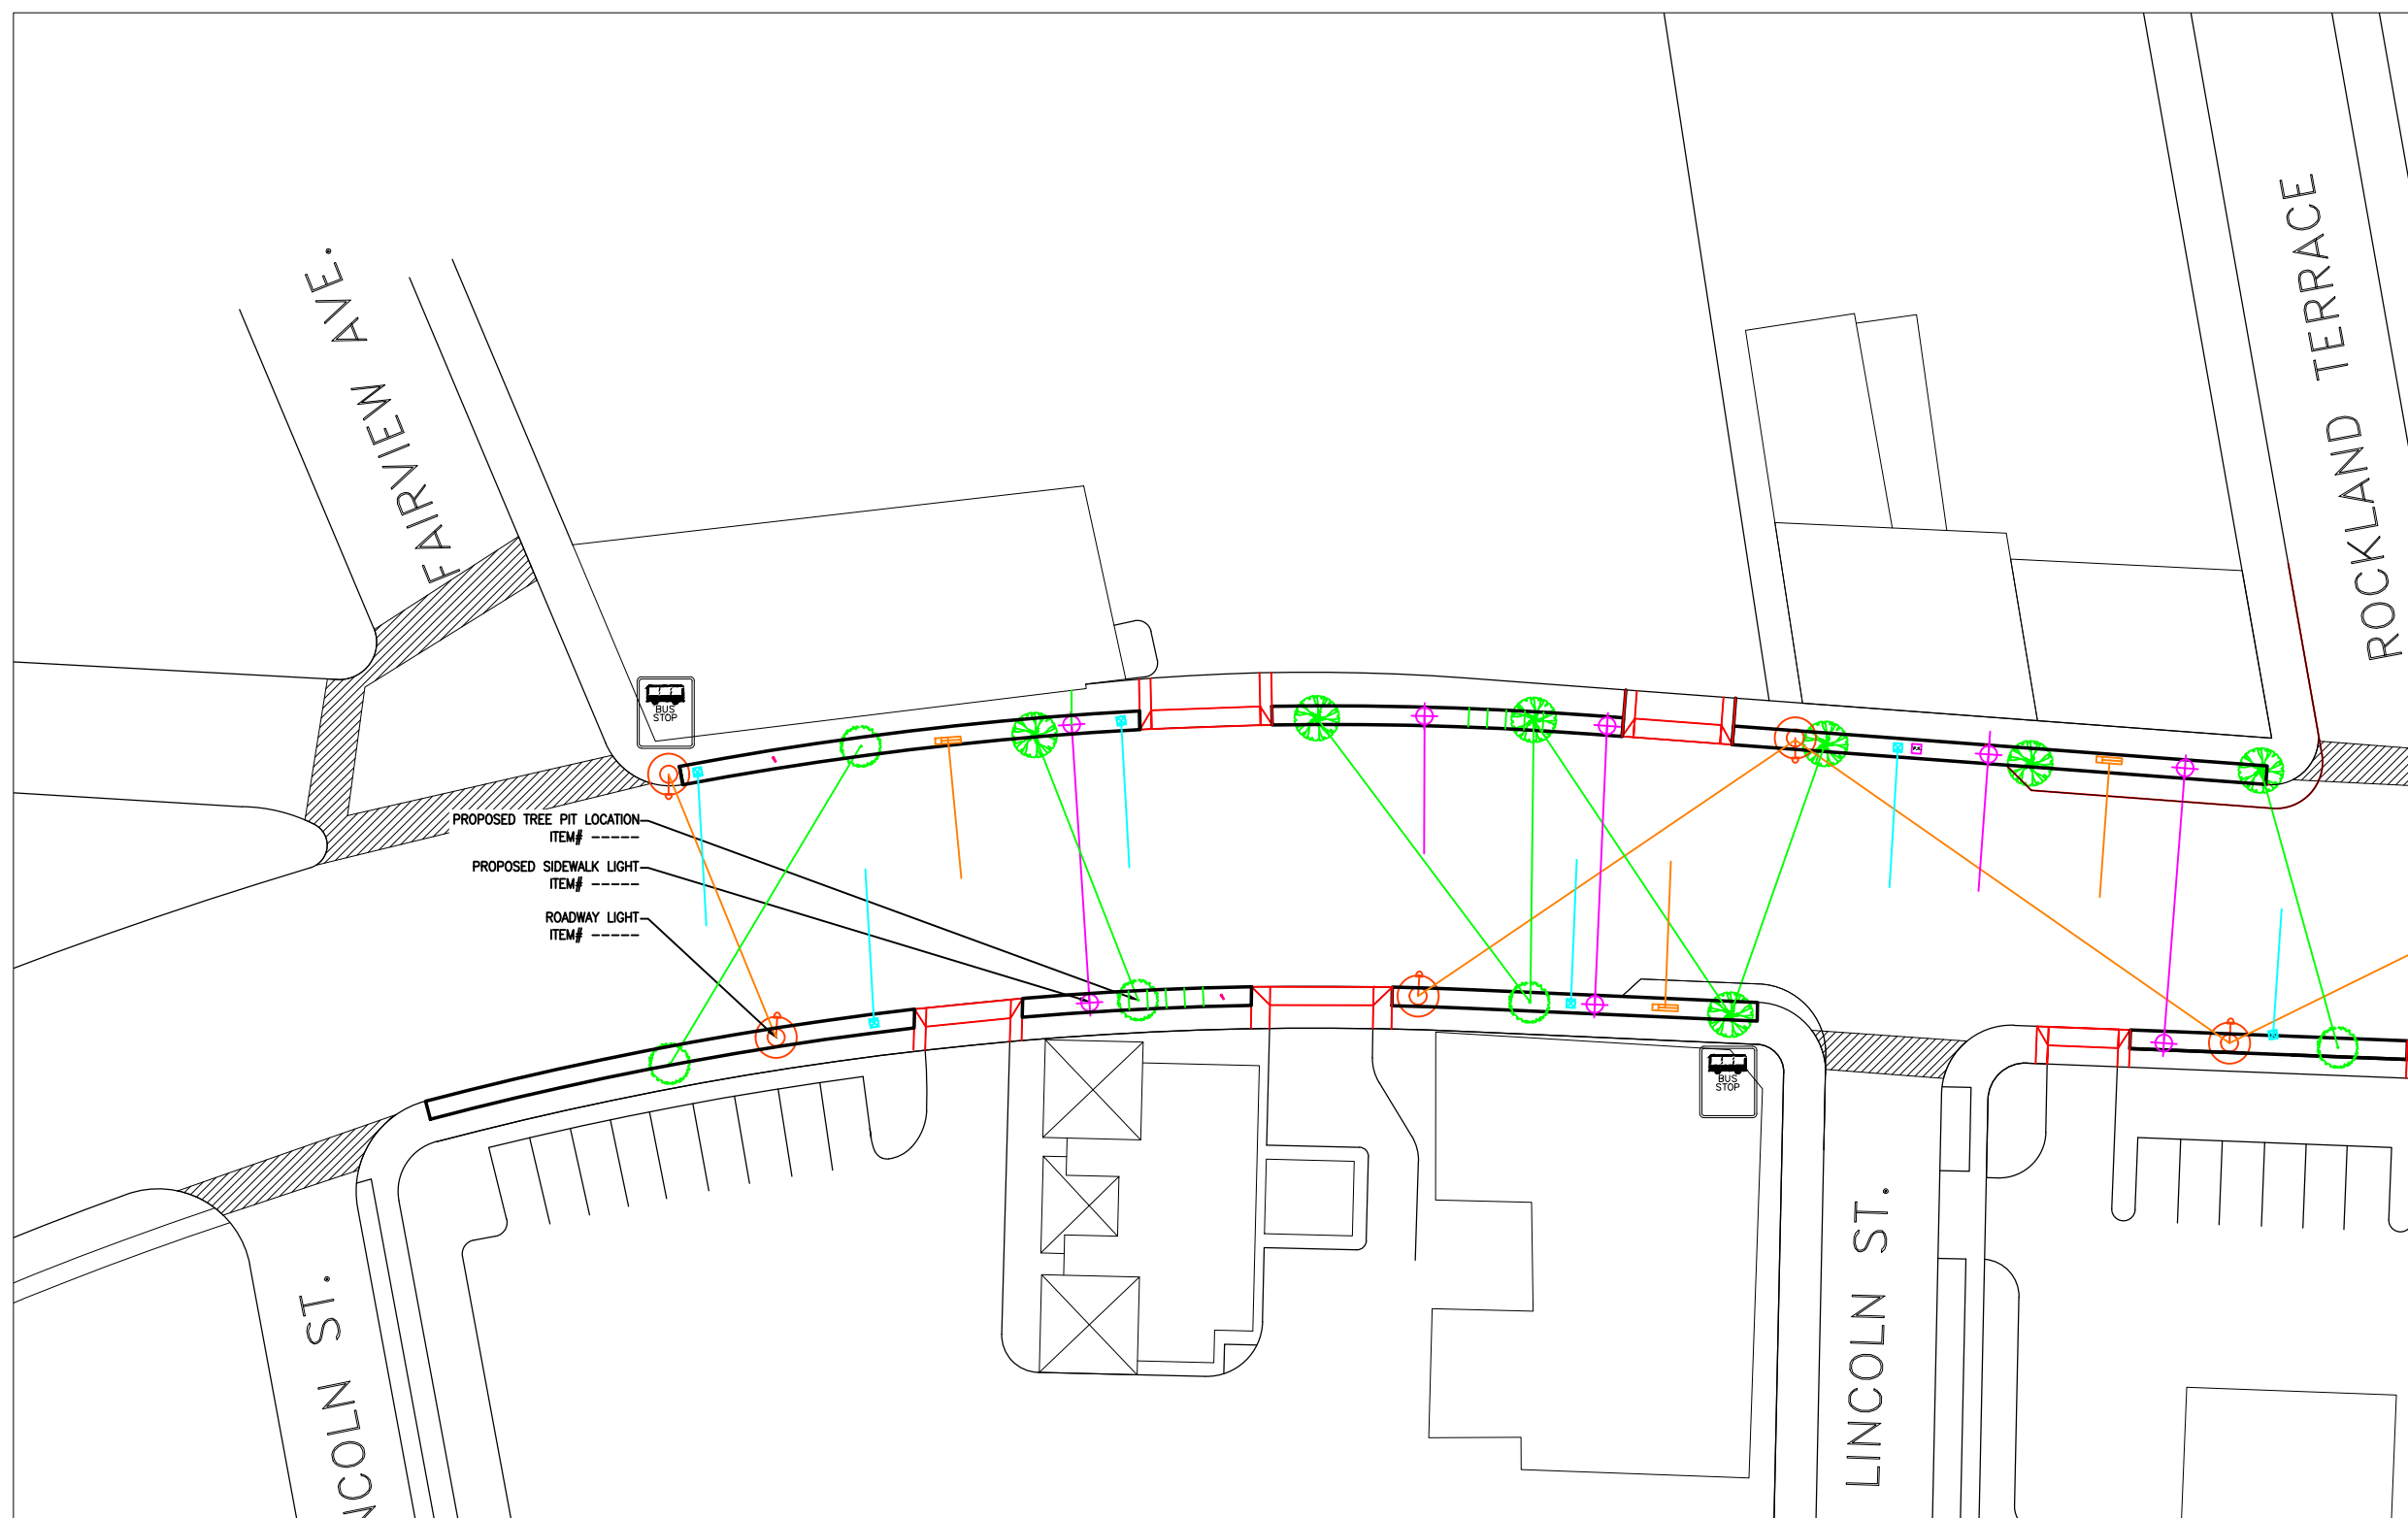 FAIRVIEW AVE.
ROCKLAND TERRACE
BUS
STOP
PROPOSED TREE PIT LOCATION
ITEM# -----
PROPOSED SIDEWALK LIGHT
ITEM# -----
ROADWAY LIGHT
ITEM# -----
BUS
STOP
NCOLN ST.
LINCOLN ST.